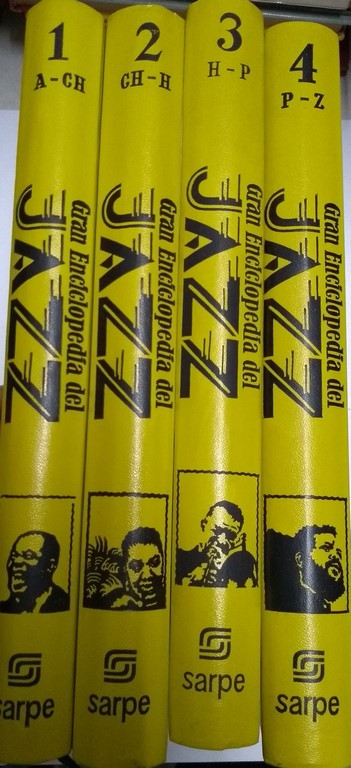 1
A-CH
Gran Enciclopedia del
JAZZ
sarpe
2
CH-H
Gran Enciclopedia del
JAZZ
sarpe
3
H-P
Gran Enciclopedia del
JAZZ
sarpe
4
P-Z
Gran Enciclopedia del
JAZZ
sarpe